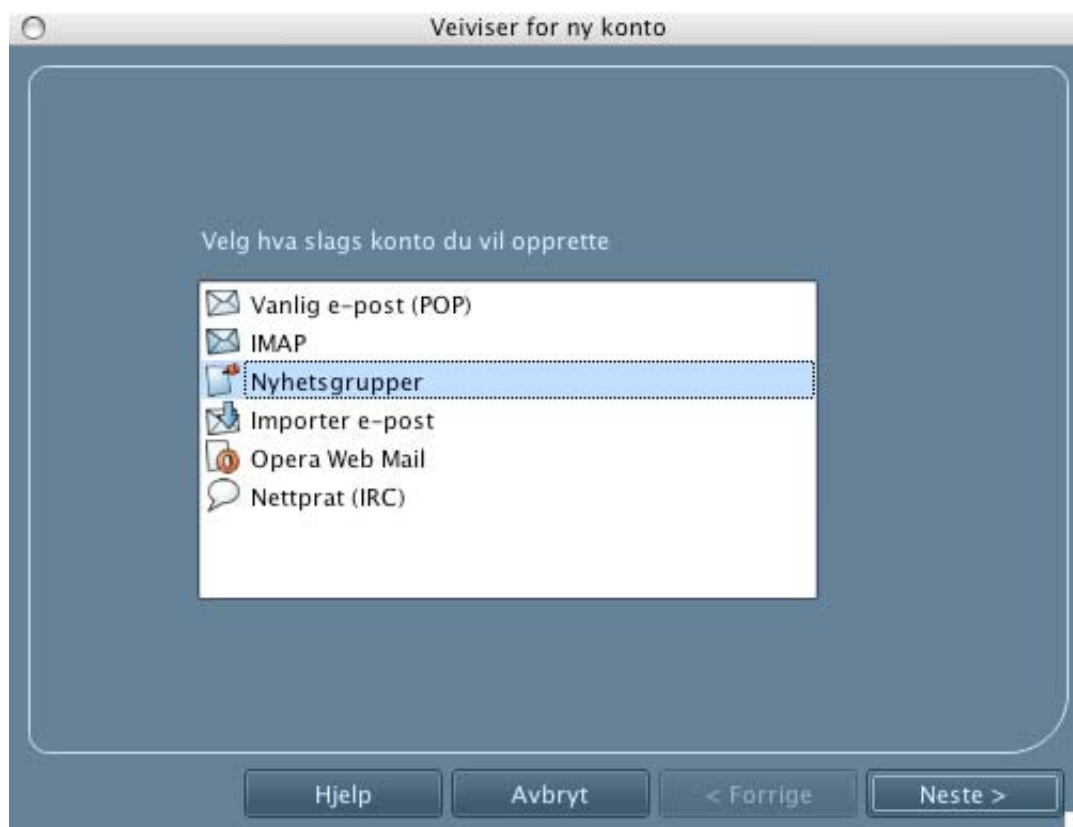 Veiviser for ny konto
Velg hva slags konto du vil opprette
Vanlig e-post (POP)
IMAP
Nyhetsgrupper
Importer e-post
Opera Web Mail
Nettprat (IRC)
Hjelp
Avbryt
< Forrige
Neste >